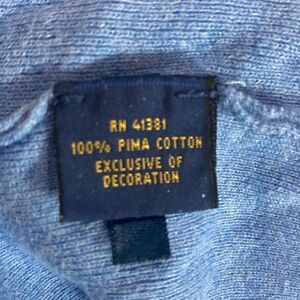 RN 41381
100% PIMA COTTON
EXCLUSIVE OF
DECORATION